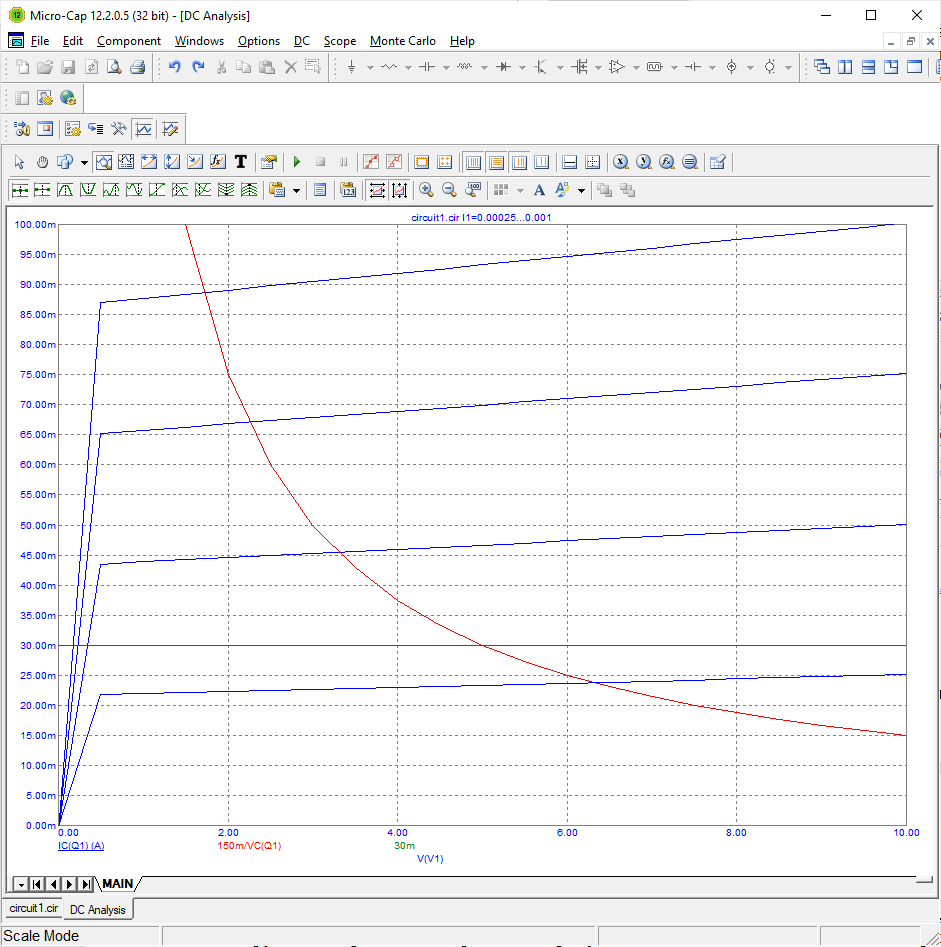 Micro-Cap 12.2.0.5 (32 bit) - [DC Analysis]
File Edit Component Windows Options DC Scope Monte Carlo Help
circuit1.cir I1=0.00025...0.001
100.00m
95.00m
90.00m
85.00m
80.00m
75.00m
70.00m
65.00m
60.00m
55.00m
50.00m
45.00m
40.00m
35.00m
30.00m
25.00m
20.00m
15.00m
10.00m
5.00m
0.00m
0.00 2.00 4.00 6.00 8.00 10.00
IC(Q1) (A) 150m/VC(Q1) 30m
V(V1)
MAIN
circuit1.cir DC Analysis
Scale Mode